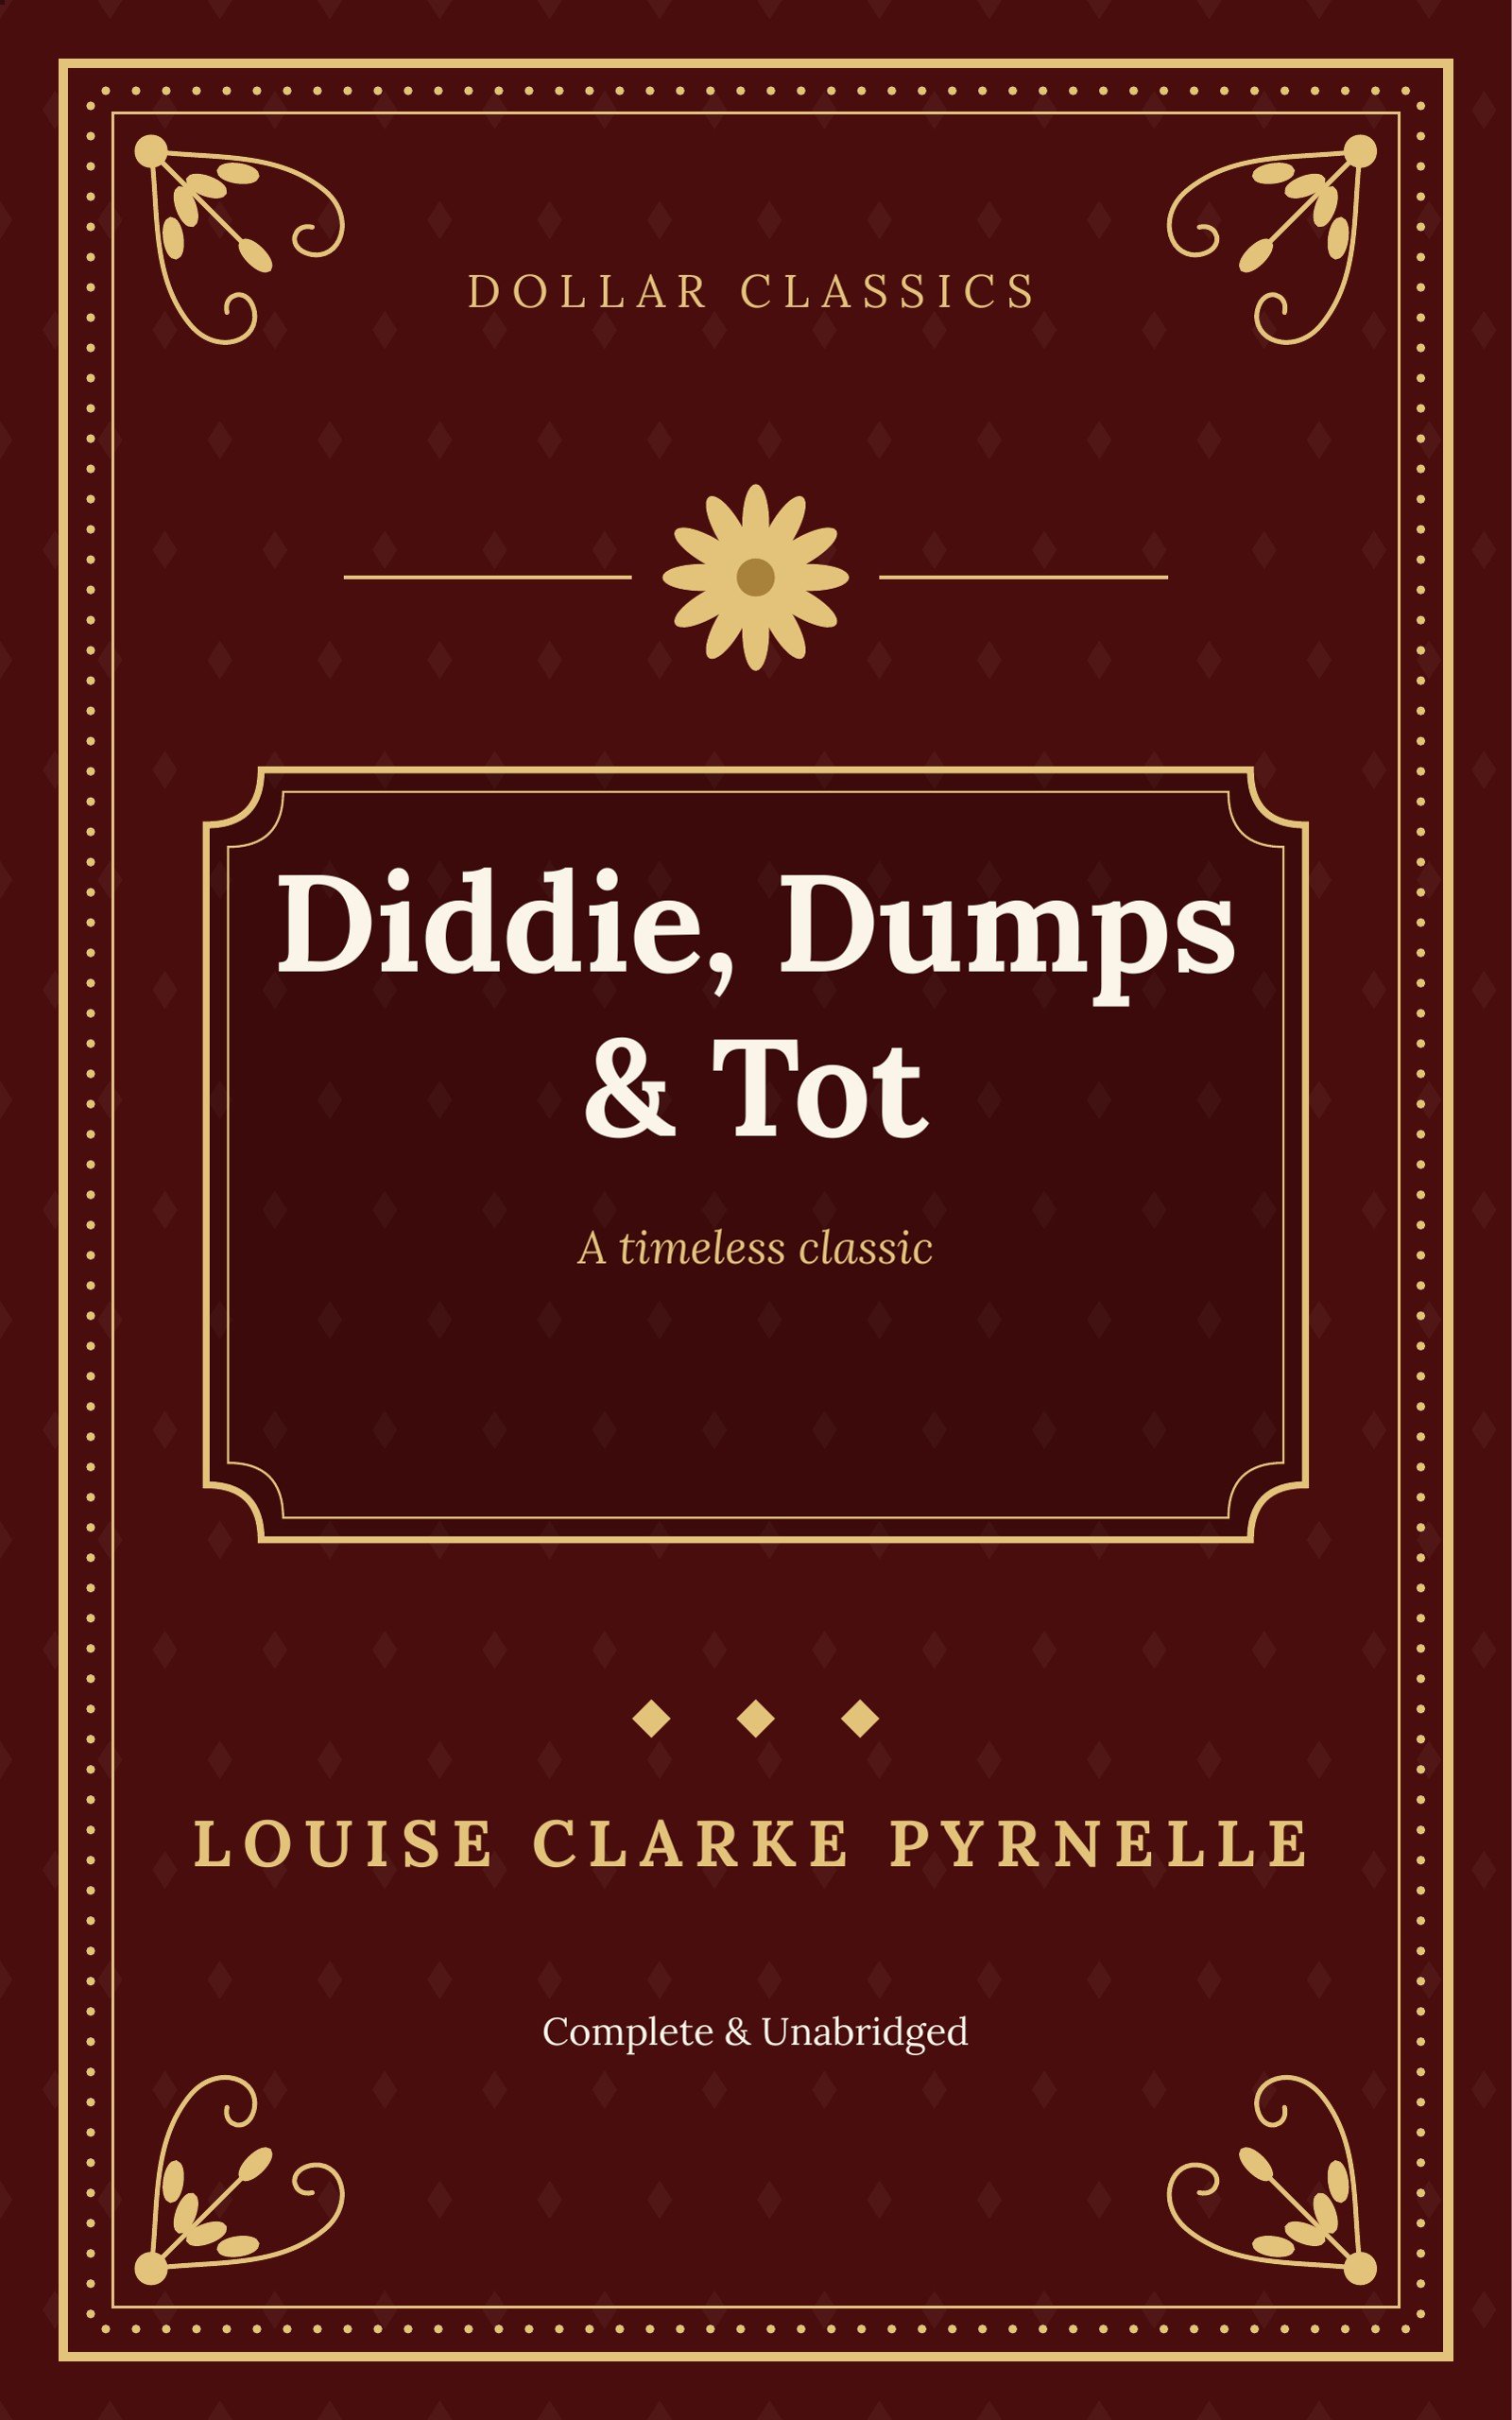 DOLLAR CLASSICS
Diddie, Dumps
& Tot
A timeless classic
LOUISE CLARKE PYRNELLE
Complete & Unabridged